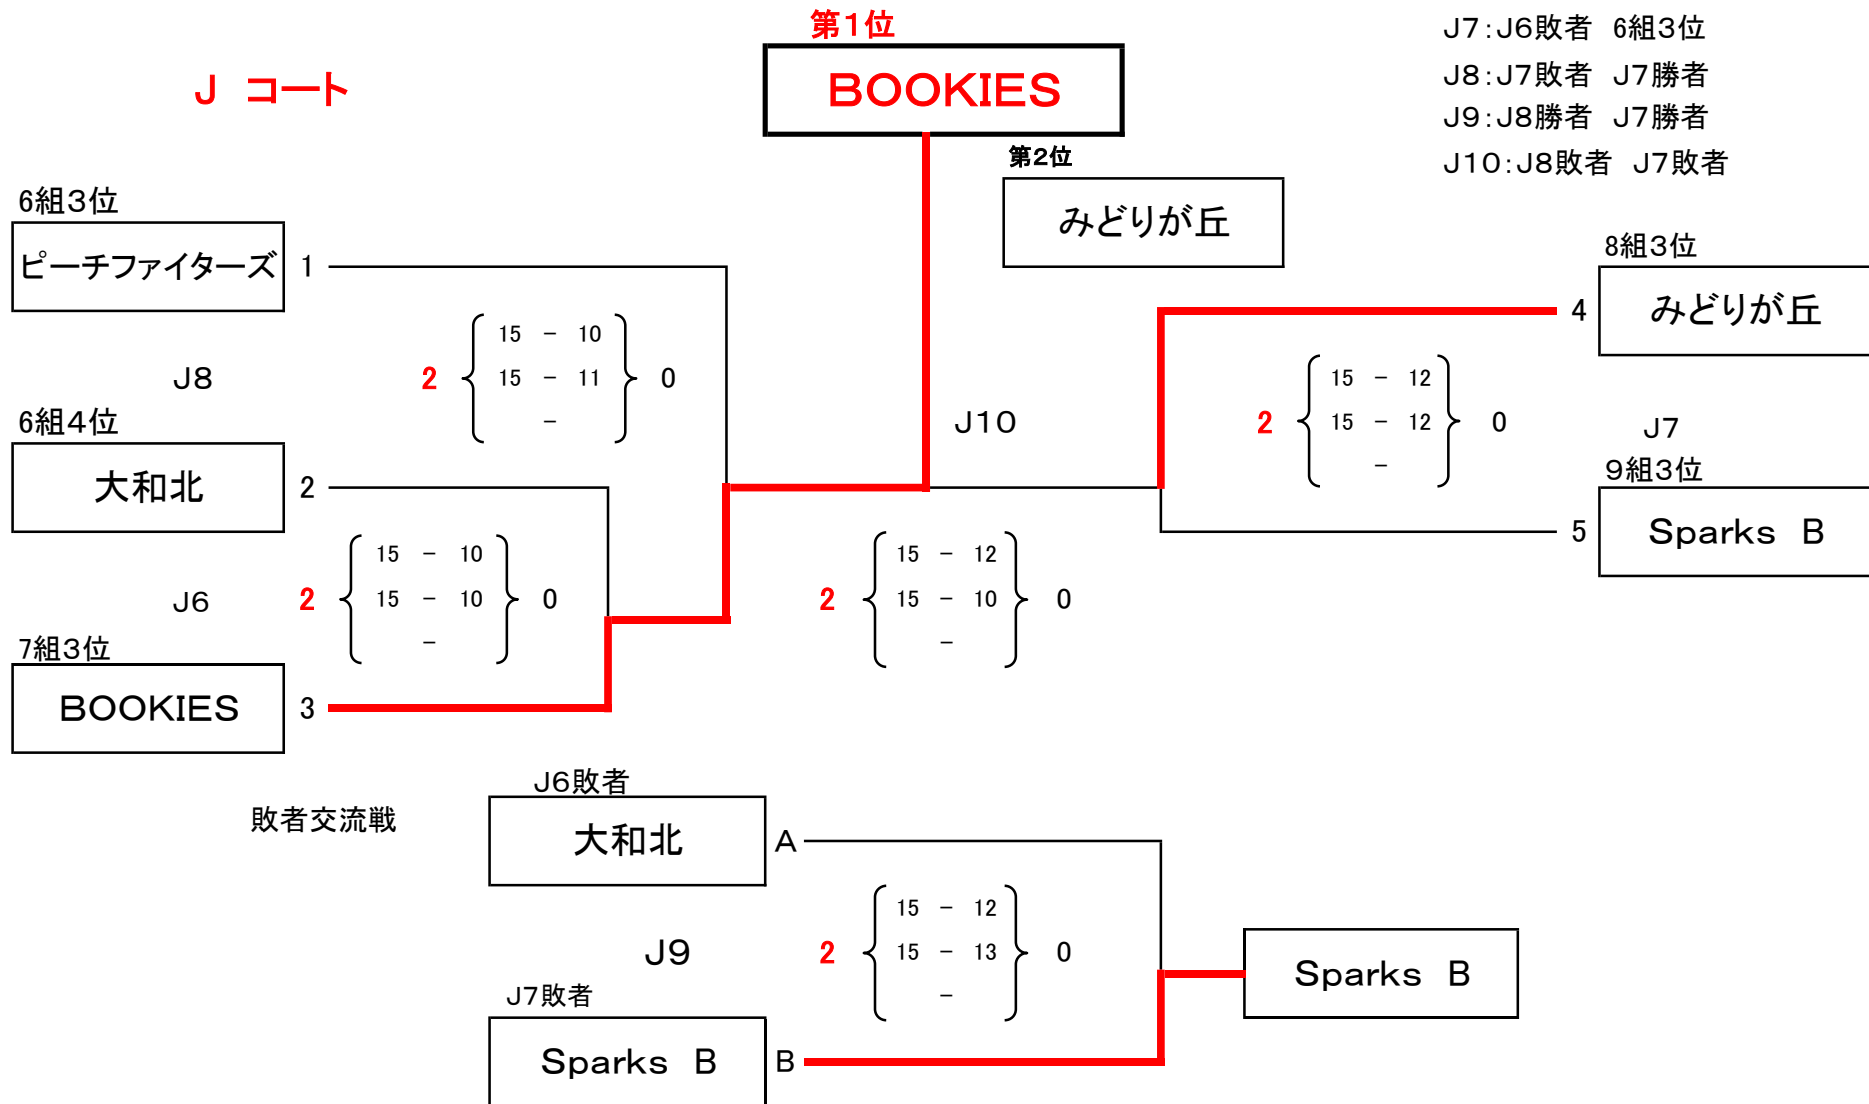 第1位
J コート
BOOKIES
J7:J6敗者 6組3位
J8:J7敗者 J7勝者
J9:J8勝者 J7勝者
J10:J8敗者 J7敗者
第2位
みどりが丘
6組3位
ピーチファイターズ 1
8組3位
4 みどりが丘
15 - 10
J8 2 15 - 11 0
-
15 - 12
2 15 - 12 0
-
J10
J7
6組4位
大和北 2
9組3位
5 Sparks B
15 - 10
J6 2 15 - 10 0
-
15 - 12
2 15 - 10 0
-
7組3位
BOOKIES 3
敗者交流戦
J6敗者
大和北 A
15 - 12
J9 2 15 - 13 0
-
Sparks B
J7敗者
Sparks B B